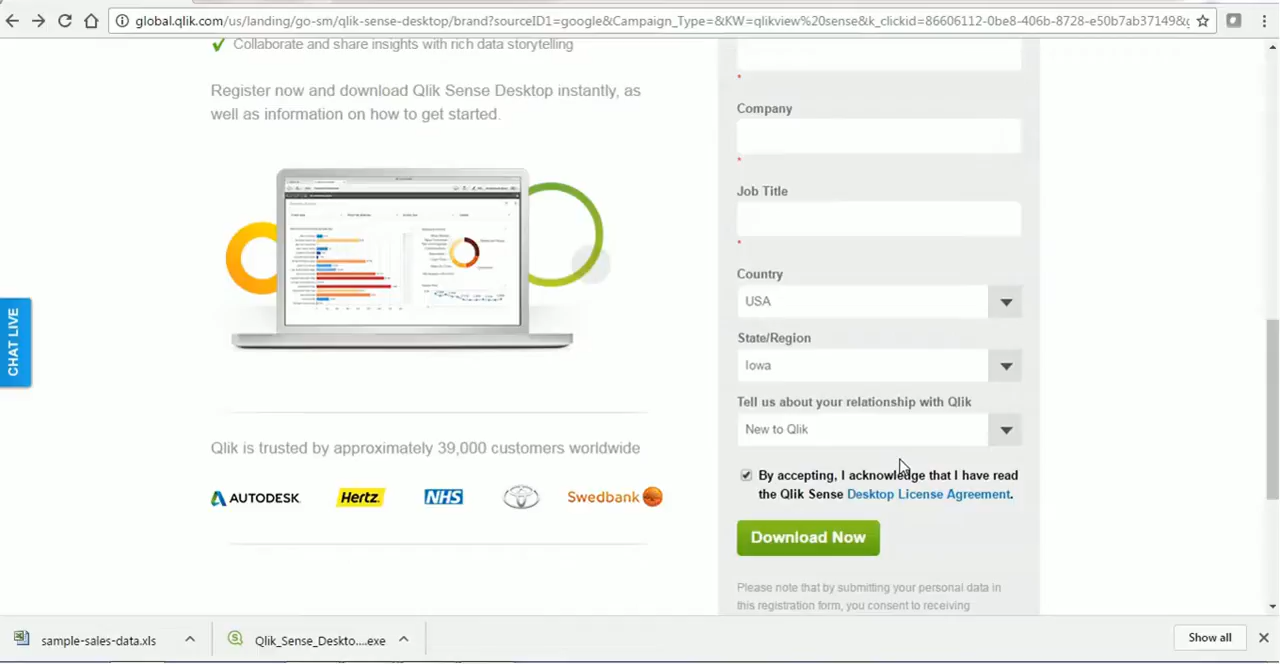 global.qlik.com/us/landing/go-sm/qlik-sense-desktop/brand?sourceID1=google&Campaign_Type=&KW=qlikview%20sense&k_clickid=86606112-0be8-406b-8728-e50b7ab37149&
Collaborate and share insights with rich data storytelling
Register now and download Qlik Sense Desktop instantly, as
well as information on how to get started.
CHAT LIVE
Qlik is trusted by approximately 39,000 customers worldwide
AUTODESK
Hertz
NHS
Swedbank
*
Company
*
Job Title
*
Country
USA
State/Region
Iowa
Tell us about your relationship with Qlik
New to Qlik
By accepting, I acknowledge that I have read
the Qlik Sense Desktop License Agreement.
Download Now
Please note that by submitting your personal data in
this registration form, you consent to receiving
sample-sales-data.xls
Qlik_Sense_Deskto....exe
Show all